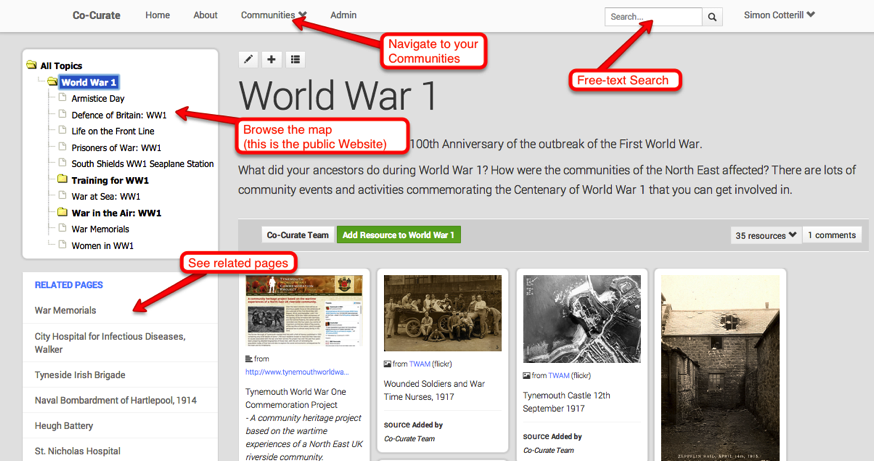 Co-Curate
Home
About
Communities
Admin
Search...
Simon Cotterill
Navigate to your
Communities
Free-text Search
All Topics
World War 1
Armistice Day
Defence of Britain: WW1
Life on the Front Line
Prisoners of War: WW1
South Shields WW1 Seaplane Station
Training for WW1
War at Sea: WW1
War in the Air: WW1
War Memorials
Women in WW1
Browse the map
(this is the public Website)
See related pages
RELATED PAGES
War Memorials
City Hospital for Infectious Diseases,
Walker
Tyneside Irish Brigade
Naval Bombardment of Hartlepool, 1914
Heugh Battery
St. Nicholas Hospital
World War 1
100th Anniversary of the outbreak of the First World War.
What did your ancestors do during World War 1? How were the communities of the North East affected? There are lots of
community events and activities commemorating the Centenary of World War 1 that you can get involved in.
Co-Curate Team
Add Resource to World War 1
35 resources
1 comments
from
http://www.tynemouthworldwa...
Tynemouth World War One
Commemoration Project
- A community heritage project
based on the wartime
experiences of a North East UK
riverside community.
from TWAM (flickr)
Wounded Soldiers and War
Time Nurses, 1917
source Added by
Co-Curate Team
from TWAM (flickr)
Tynemouth Castle 12th
September 1917
source Added by
Co-Curate Team